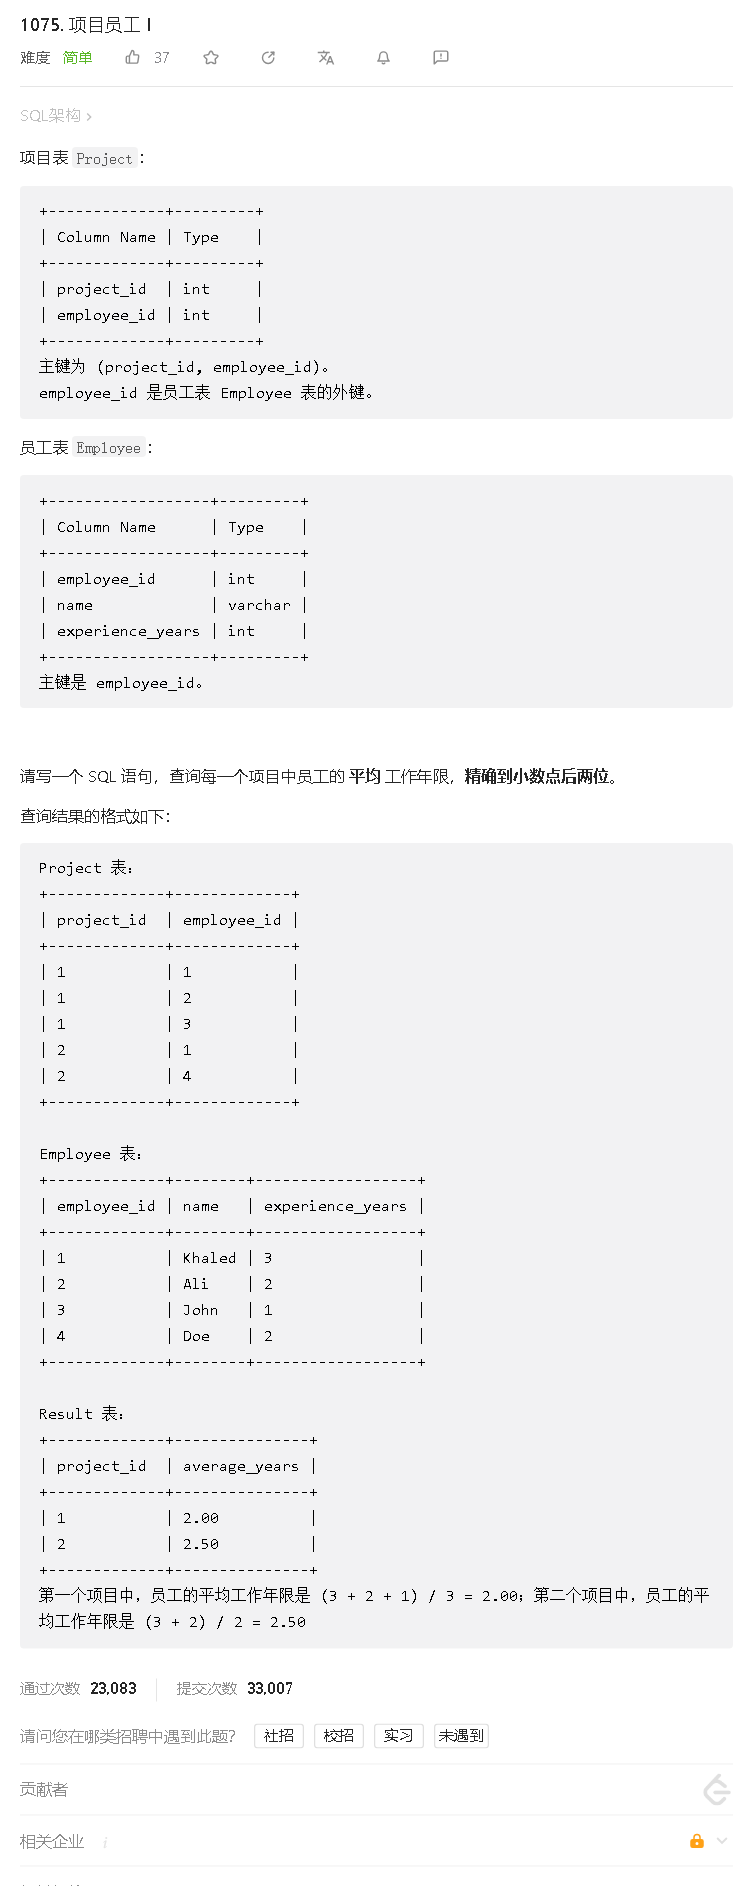 1075. 项目员工 I
难度 简单 37
SQL架构 ›
项目表 Project：
+-------------+---------+
| Column Name | Type    |
+-------------+---------+
| project_id  | int     |
| employee_id | int     |
+-------------+---------+
主键为 (project_id, employee_id)。
employee_id 是员工表 Employee 表的外键。
员工表 Employee：
+------------------+---------+
| Column Name      | Type    |
+------------------+---------+
| employee_id      | int     |
| name             | varchar |
| experience_years | int     |
+------------------+---------+
主键是 employee_id。
请写一个 SQL 语句，查询每一个项目中员工的 平均 工作年限，精确到小数点后两位。
查询结果的格式如下：
Project 表：
+-------------+-------------+
| project_id  | employee_id |
+-------------+-------------+
| 1           | 1           |
| 1           | 2           |
| 1           | 3           |
| 2           | 1           |
| 2           | 4           |
+-------------+-------------+
Employee 表：
+-------------+--------+------------------+
| employee_id | name   | experience_years |
+-------------+--------+------------------+
| 1           | Khaled | 3                |
| 2           | Ali    | 2                |
| 3           | John   | 1                |
| 4           | Doe    | 2                |
+-------------+--------+------------------+
Result 表：
+-------------+---------------+
| project_id  | average_years |
+-------------+---------------+
| 1           | 2.00          |
| 2           | 2.50          |
+-------------+---------------+
第一个项目中，员工的平均工作年限是 (3 + 2 + 1) / 3 = 2.00；第二个项目中，员工的平
均工作年限是 (3 + 2) / 2 = 2.50
通过次数 23,083 提交次数 33,007
请问您在哪类招聘中遇到此题？ 社招 校招 实习 未遇到
贡献者
相关企业 i